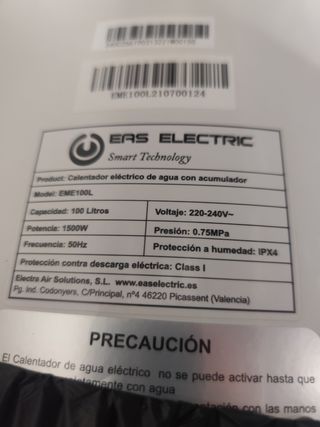 EME100L210700124
EAS ELECTRIC
Smart Technology
Product: Calentador eléctrico de agua con acumulador
Model: EME100L
Capacidad: 100 Litros
Voltaje: 220-240V~
Potencia: 1500W
Presión: 0.75MPa
Frecuencia: 50Hz
Protección a humedad: IPX4
Protección contra descarga eléctrica: Class I
Electra Air Solutions, S.L. www.easelectric.es
Pg. Ind. Codonyers, C/Principal, nº4 46220 Picassent (Valencia)
PRECAUCIÓN
El Calentador de agua eléctrico no se puede activar hasta que
con agua
con las manos